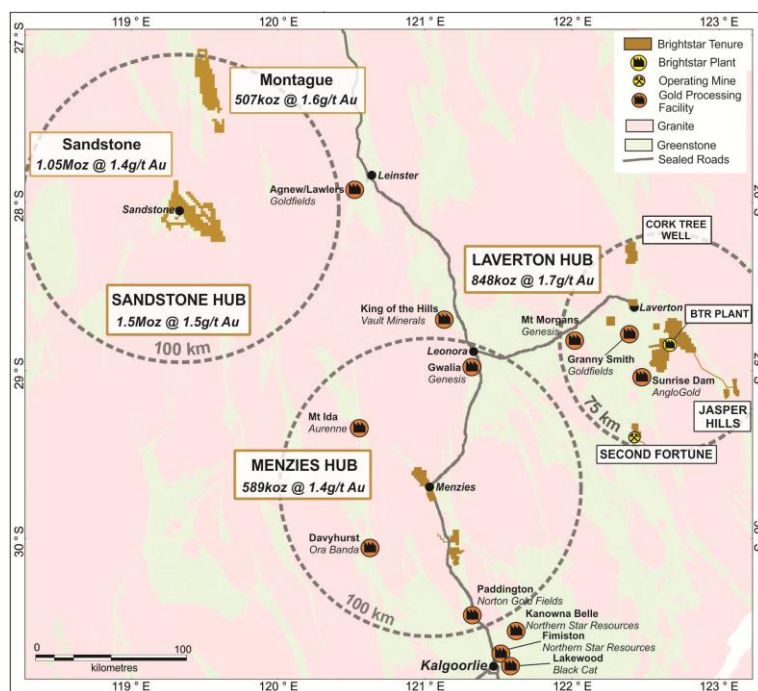 119 ° E
120 ° E
121 ° E
122 ° E
123 ° E
27° S
28° S
29° S
30° S
Montague
507koz @ 1.6g/t Au
Sandstone
1.05Moz @ 1.4g/t Au
Sandstone
SANDSTONE HUB
1.5Moz @ 1.5g/t Au
100 km
Leinster
Agnew/Lawlers
Goldfields
Brightstar Tenure
Brightstar Plant
Operating Mine
Gold Processing
Facility
Granite
Greenstone
Sealed Roads
CORK TREE
WELL
LAVERTON HUB
848koz @ 1.7g/t Au
Laverton
BTR PLANT
King of the Hills
Vault Minerals
Mt Morgans
Genesis
Leonora
Granny Smith
Goldfields
Gwalia
Genesis
Sunrise Dam
AngloGold
JASPER
HILLS
75 km
SECOND FORTUNE
Mt Ida
Aurenne
MENZIES HUB
589koz @ 1.4g/t Au
Menzies
Davyhurst
Ora Banda
100 km
Paddington
Norton Gold Fields
Kanowna Belle
Northern Star Resources
Fimiston
Northern Star Resources
Lakewood
Black Cat
Kalgoorlie
0
100
kilometres
119 ° E
120 ° E
121 ° E
122 ° E
123 ° E